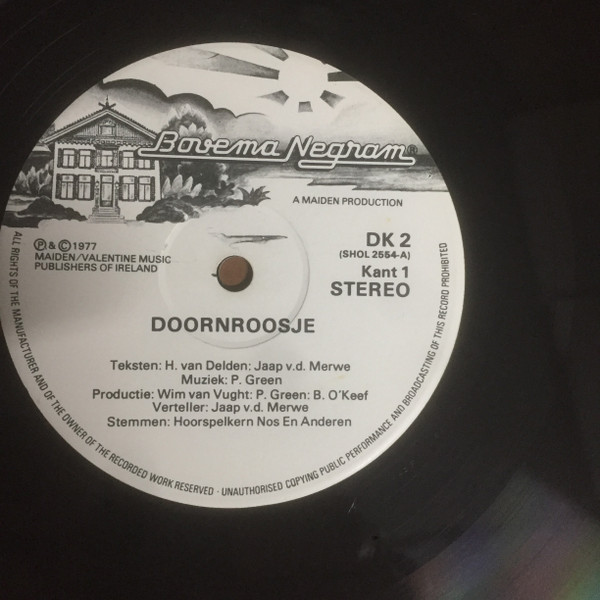 Bovema Negram®
A MAIDEN PRODUCTION
DK 2
(SHOL 2554-A)
Kant 1
STEREO
Ⓟ & © 1977
MAIDEN/VALENTINE MUSIC
PUBLISHERS OF IRELAND
DOORNROOSJE
Teksten: H. van Delden; Jaap v.d. Merwe
Muziek: P. Green
Productie: Wim van Vught: P. Green: B. O'Keef
Verteller: Jaap v.d. Merwe
Stemmen: Hoorspelkern Nos En Anderen
ALL RIGHTS OF THE MANUFACTURER AND OF THE OWNER OF THE RECORDED WORK RESERVED · UNAUTHORISED COPYING PUBLIC PERFORMANCE AND BROADCASTING OF THIS RECORD PROHIBITED